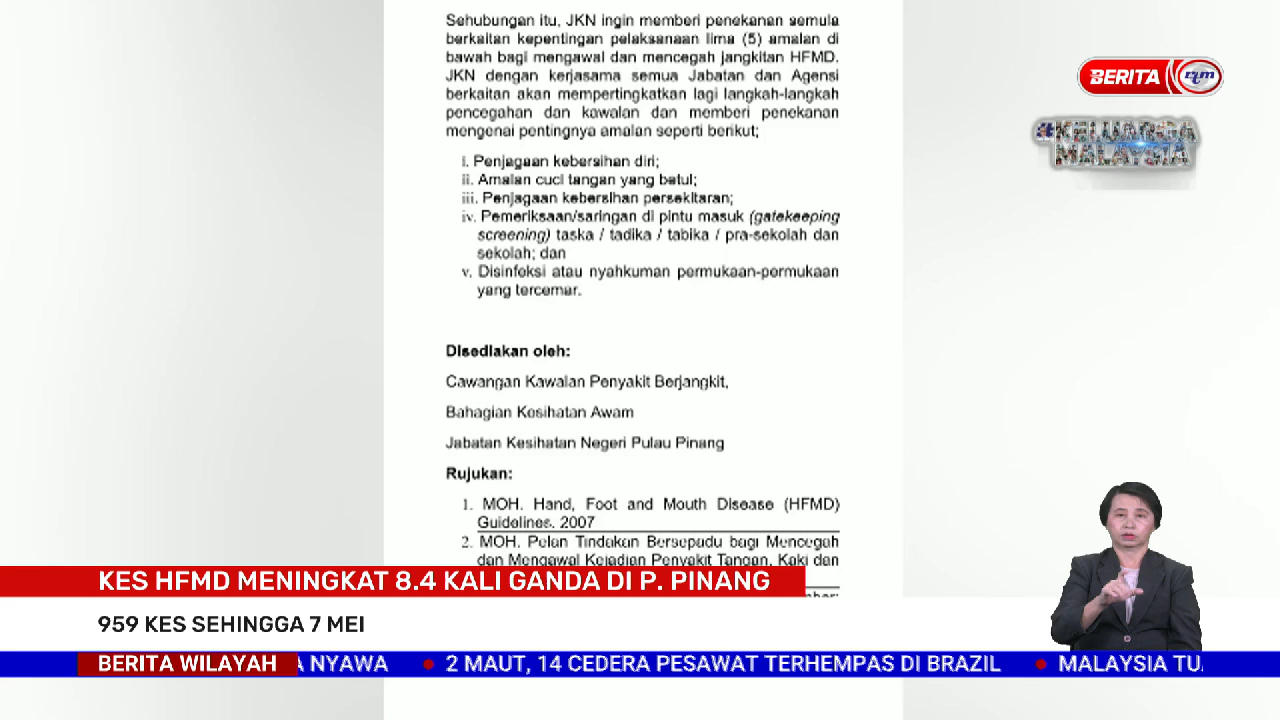 Sehubungan itu, JKN ingin memberi penekanan semula
berkaitan kepentingan pelaksanaan lima (5) amalan di
bawah bagi mengawal dan mencegah jangkitan HFMD.
JKN dengan kerjasama semua Jabatan dan Agensi
berkaitan akan mempertingkatkan lagi langkah-langkah
pencegahan dan kawalan dan memberi penekanan
mengenai pentingnya amalan seperti berikut;
i. Penjagaan kebersihan diri;
ii. Amalan cuci tangan yang betul;
iii. Penjagaan kebersihan persekitaran;
iv. Pemeriksaan/saringan di pintu masuk (gatekeeping
screening) taska / tadika / tabika / pra-sekolah dan
sekolah; dan
v. Disinfeksi atau nyahkuman permukaan-permukaan
yang tercemar.
Disediakan oleh:
Cawangan Kawalan Penyakit Berjangkit,
Bahagian Kesihatan Awam
Jabatan Kesihatan Negeri Pulau Pinang
Rujukan:
1. MOH. Hand, Foot and Mouth Disease (HFMD)
Guidelines. 2007
2. MOH. Pelan Tindakan Bersepadu bagi Mencegah
dan Mengawal Kejadian Penyakit Tangan, Kaki dan
BERITA rtm
#KELUARGA
MALAYSIA
KES HFMD MENINGKAT 8.4 KALI GANDA DI P. PINANG
959 KES SEHINGGA 7 MEI
BERITA WILAYAH A NYAWA • 2 MAUT, 14 CEDERA PESAWAT TERHEMPAS DI BRAZIL • MALAYSIA